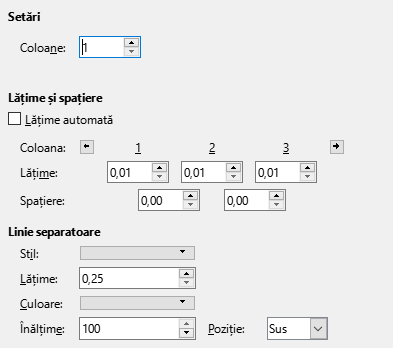 Setări
Coloane: 1
Lățime și spațiere
Lățime automată
Coloana: 1 2 3
Lățime: 0,01 0,01 0,01
Spațiere: 0,00 0,00
Linie separatoare
Stil:
Lățime: 0,25
Culoare:
Înălțime: 100 Poziție: Sus